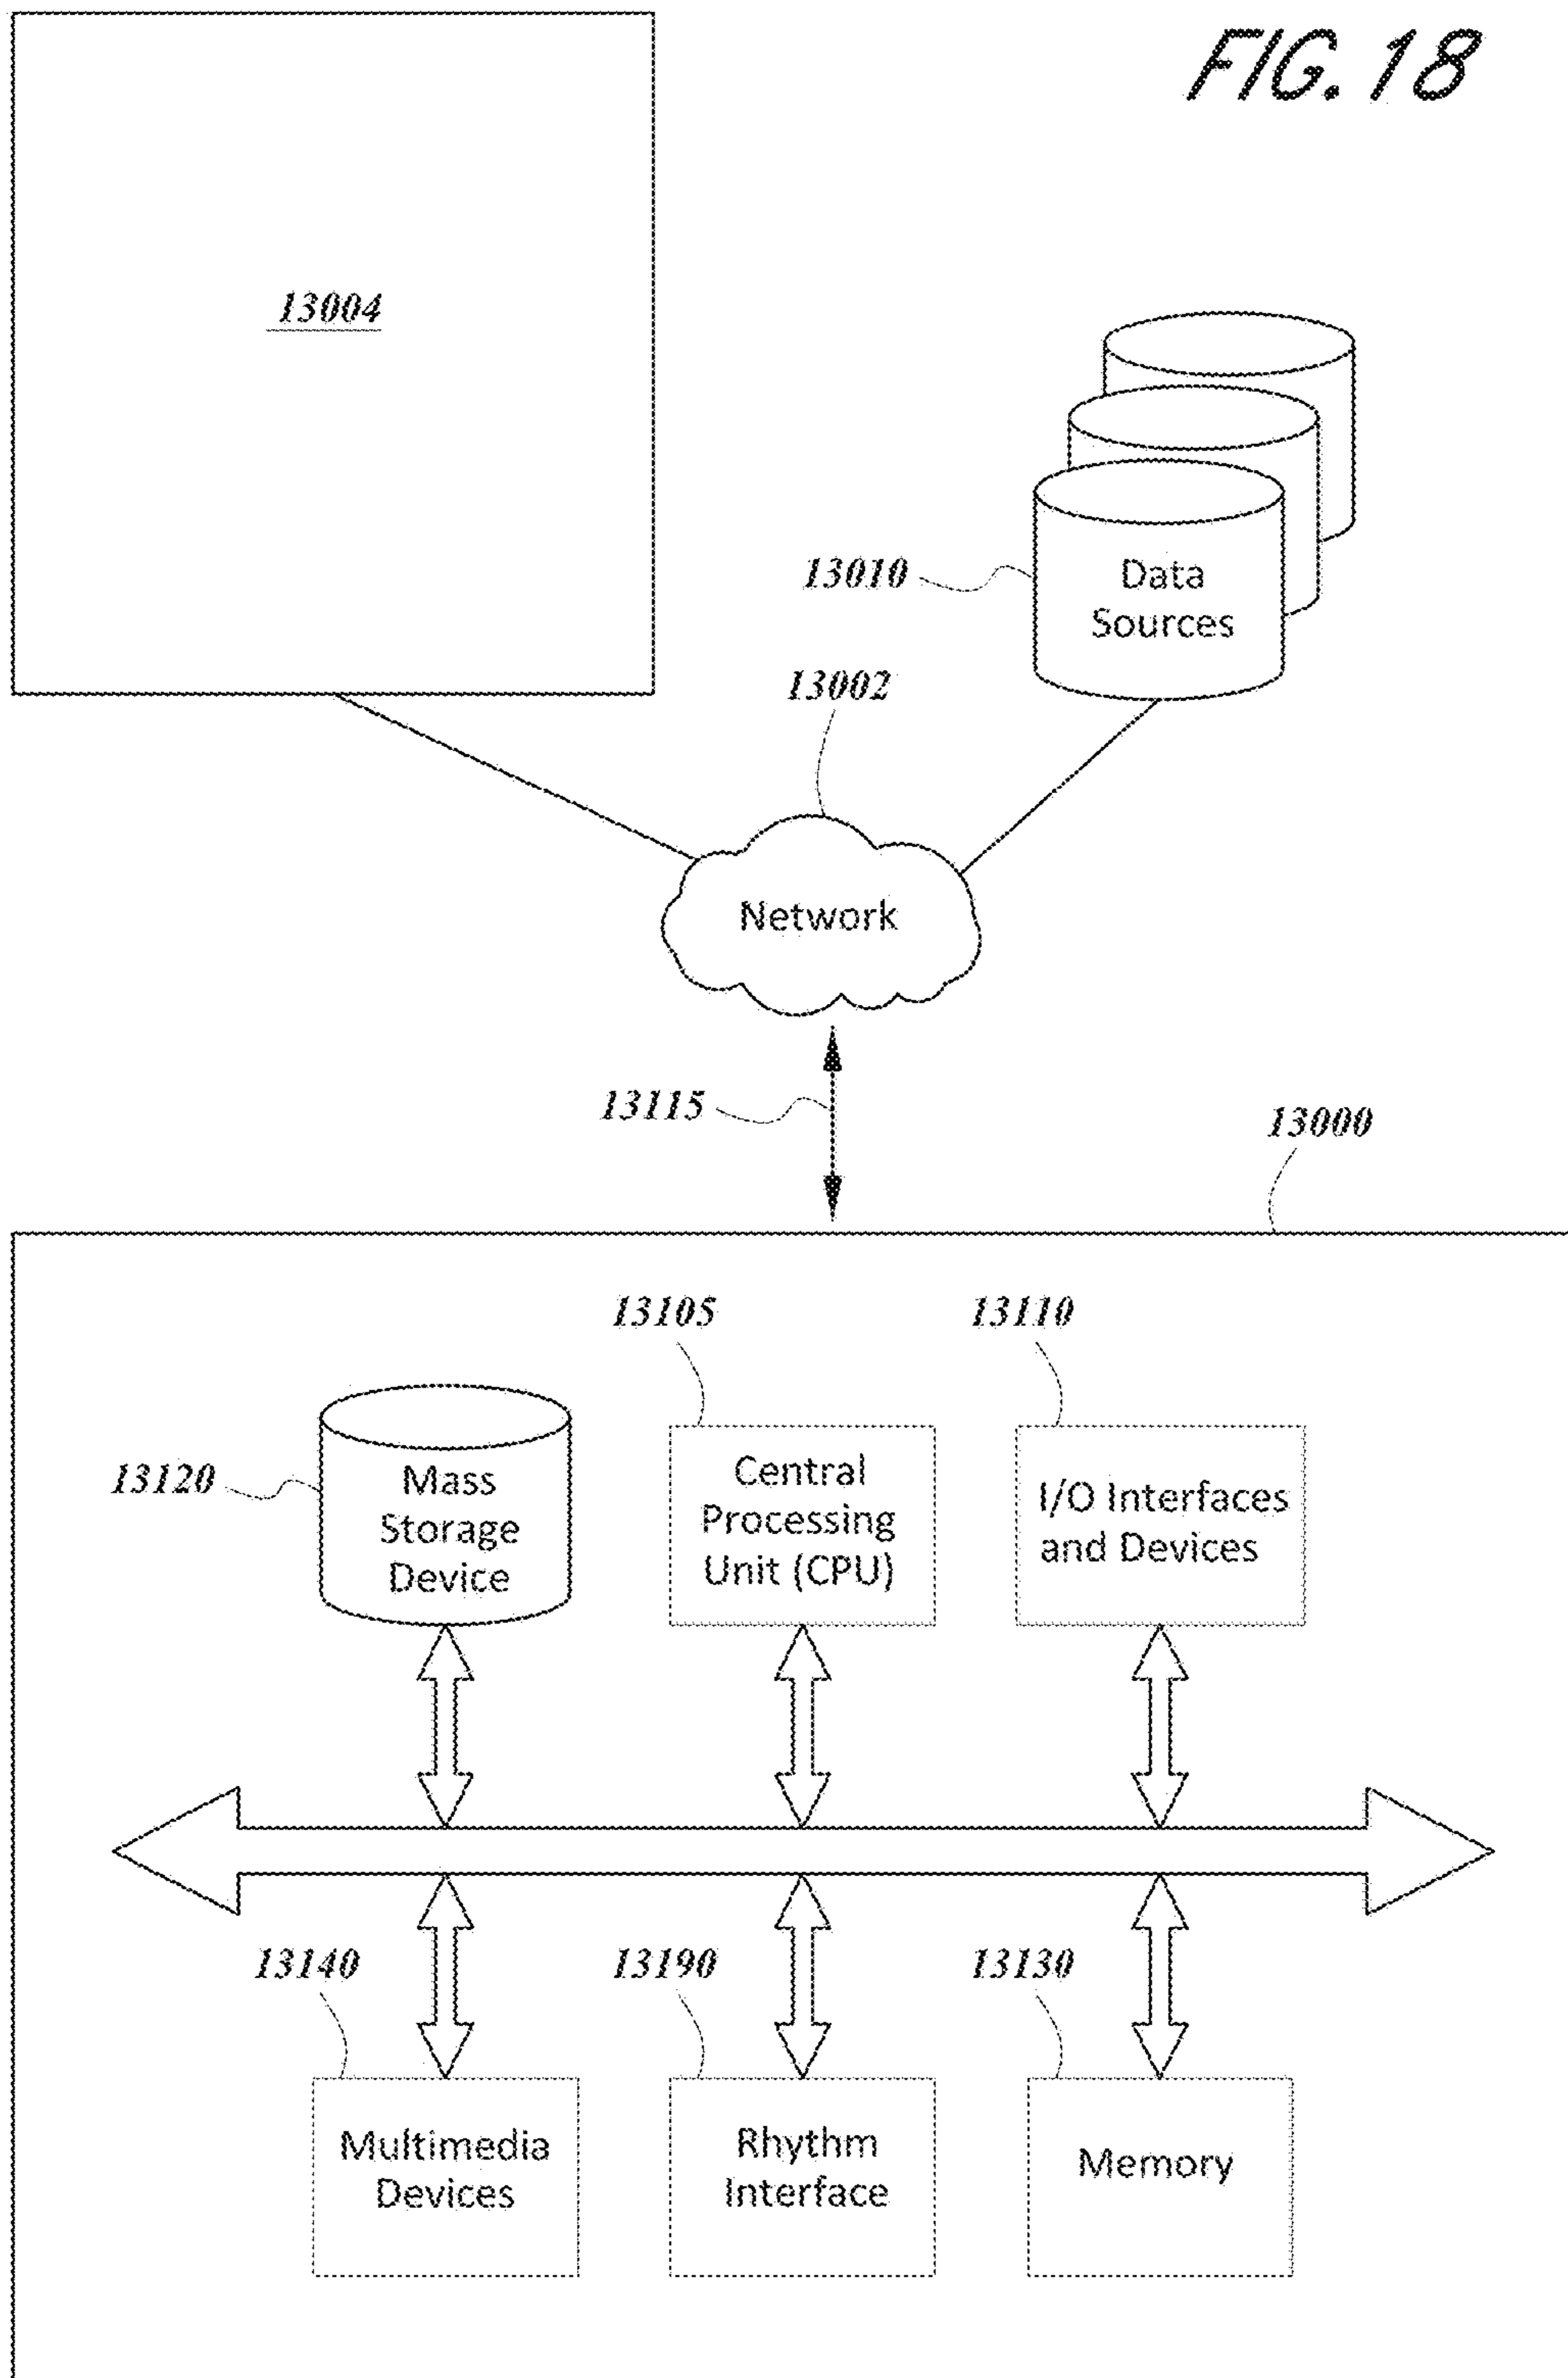 FIG. 18
13004
13010
Data
Sources
13002
Network
13115
13000
13105
13110
13120
Mass
Storage
Device
Central
Processing
Unit (CPU)
I/O Interfaces
and Devices
13140
13190
13130
Multimedia
Devices
Rhythm
Interface
Memory